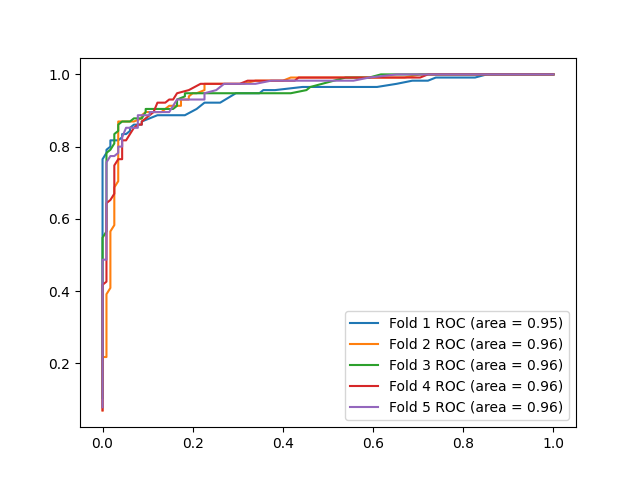 1.0
0.8
0.6
0.4
0.2
Fold 1 ROC (area = 0.95)
Fold 2 ROC (area = 0.96)
Fold 3 ROC (area = 0.96)
Fold 4 ROC (area = 0.96)
Fold 5 ROC (area = 0.96)
0.0 0.2 0.4 0.6 0.8 1.0